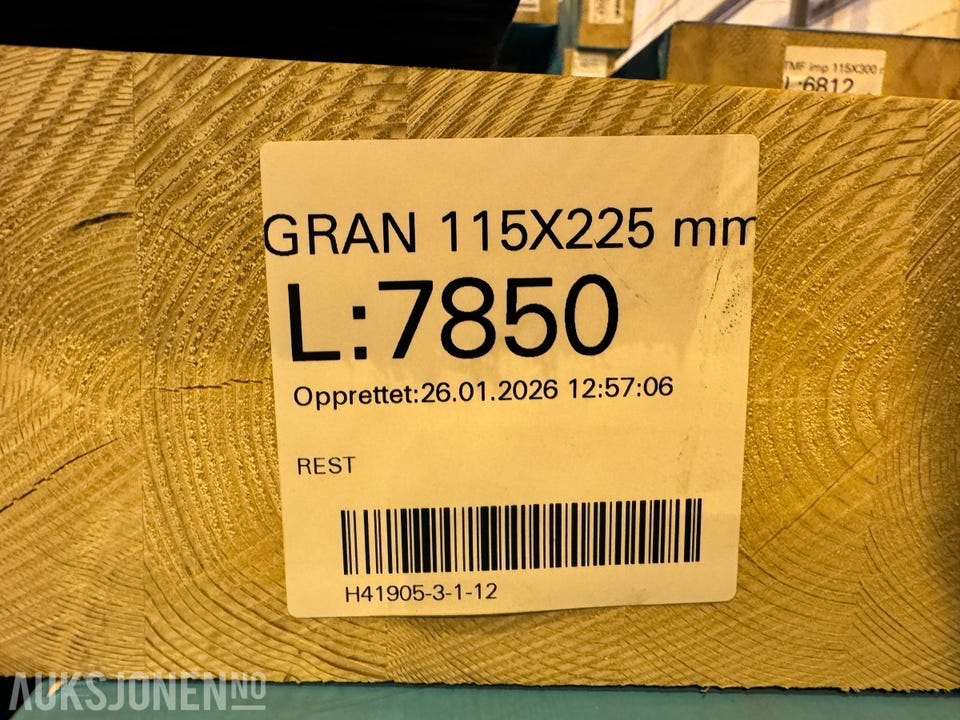 TMF imp 115X300
L:6812
GRAN 115X225 mm
L:7850
Opprettet:26.01.2026 12:57:06
REST
H41905-3-1-12
AUKSJONEN NO